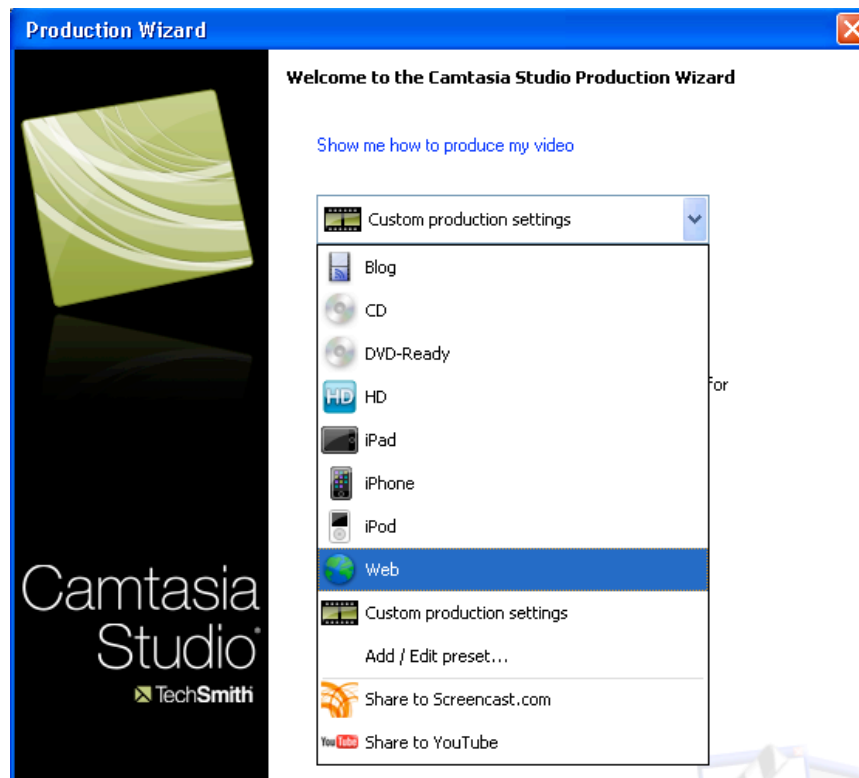 Production Wizard
Welcome to the Camtasia Studio Production Wizard
Show me how to produce my video
Custom production settings
Blog
CD
DVD-Ready
HD HD
for
iPad
iPhone
iPod
Web
Custom production settings
Add / Edit preset...
Share to Screencast.com
You Tube Share to YouTube
Camtasia
Studio®
TechSmith